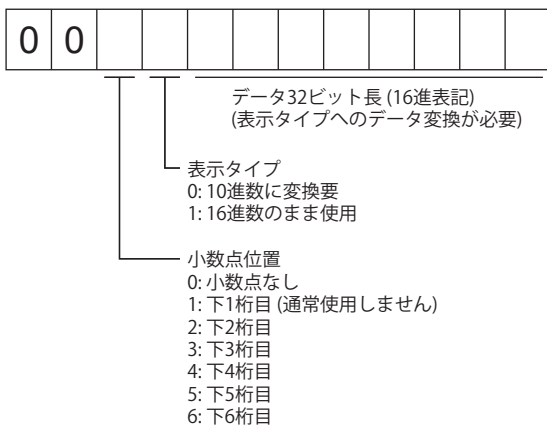 0 0
データ32ビット長 (16進表記)
(表示タイプへのデータ変換が必要)
表示タイプ
0: 10進数に変換要
1: 16進数のまま使用
小数点位置
0: 小数点なし
1: 下1桁目 (通常使用しません)
2: 下2桁目
3: 下3桁目
4: 下4桁目
5: 下5桁目
6: 下6桁目